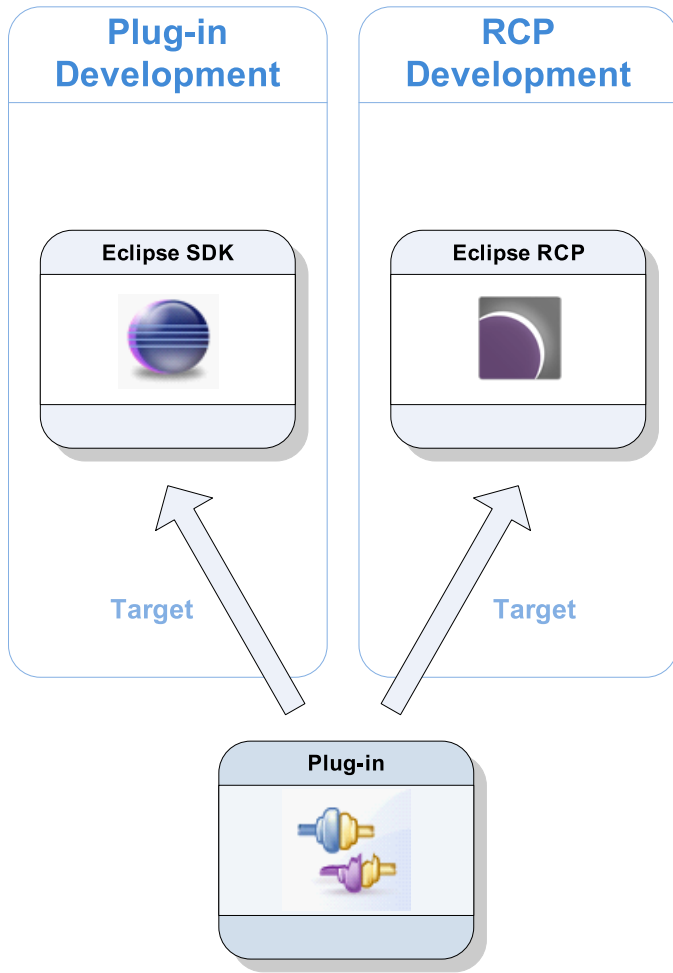 Plug-in
Development
RCP
Development
Eclipse SDK
Eclipse RCP
Target
Target
Plug-in